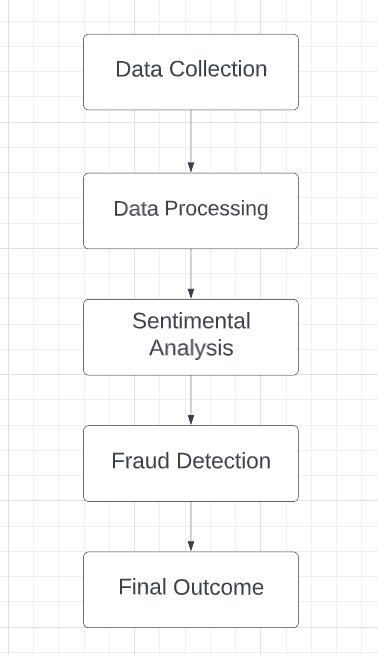 Data Collection
Data Processing
Sentimental
Analysis
Fraud Detection
Final Outcome